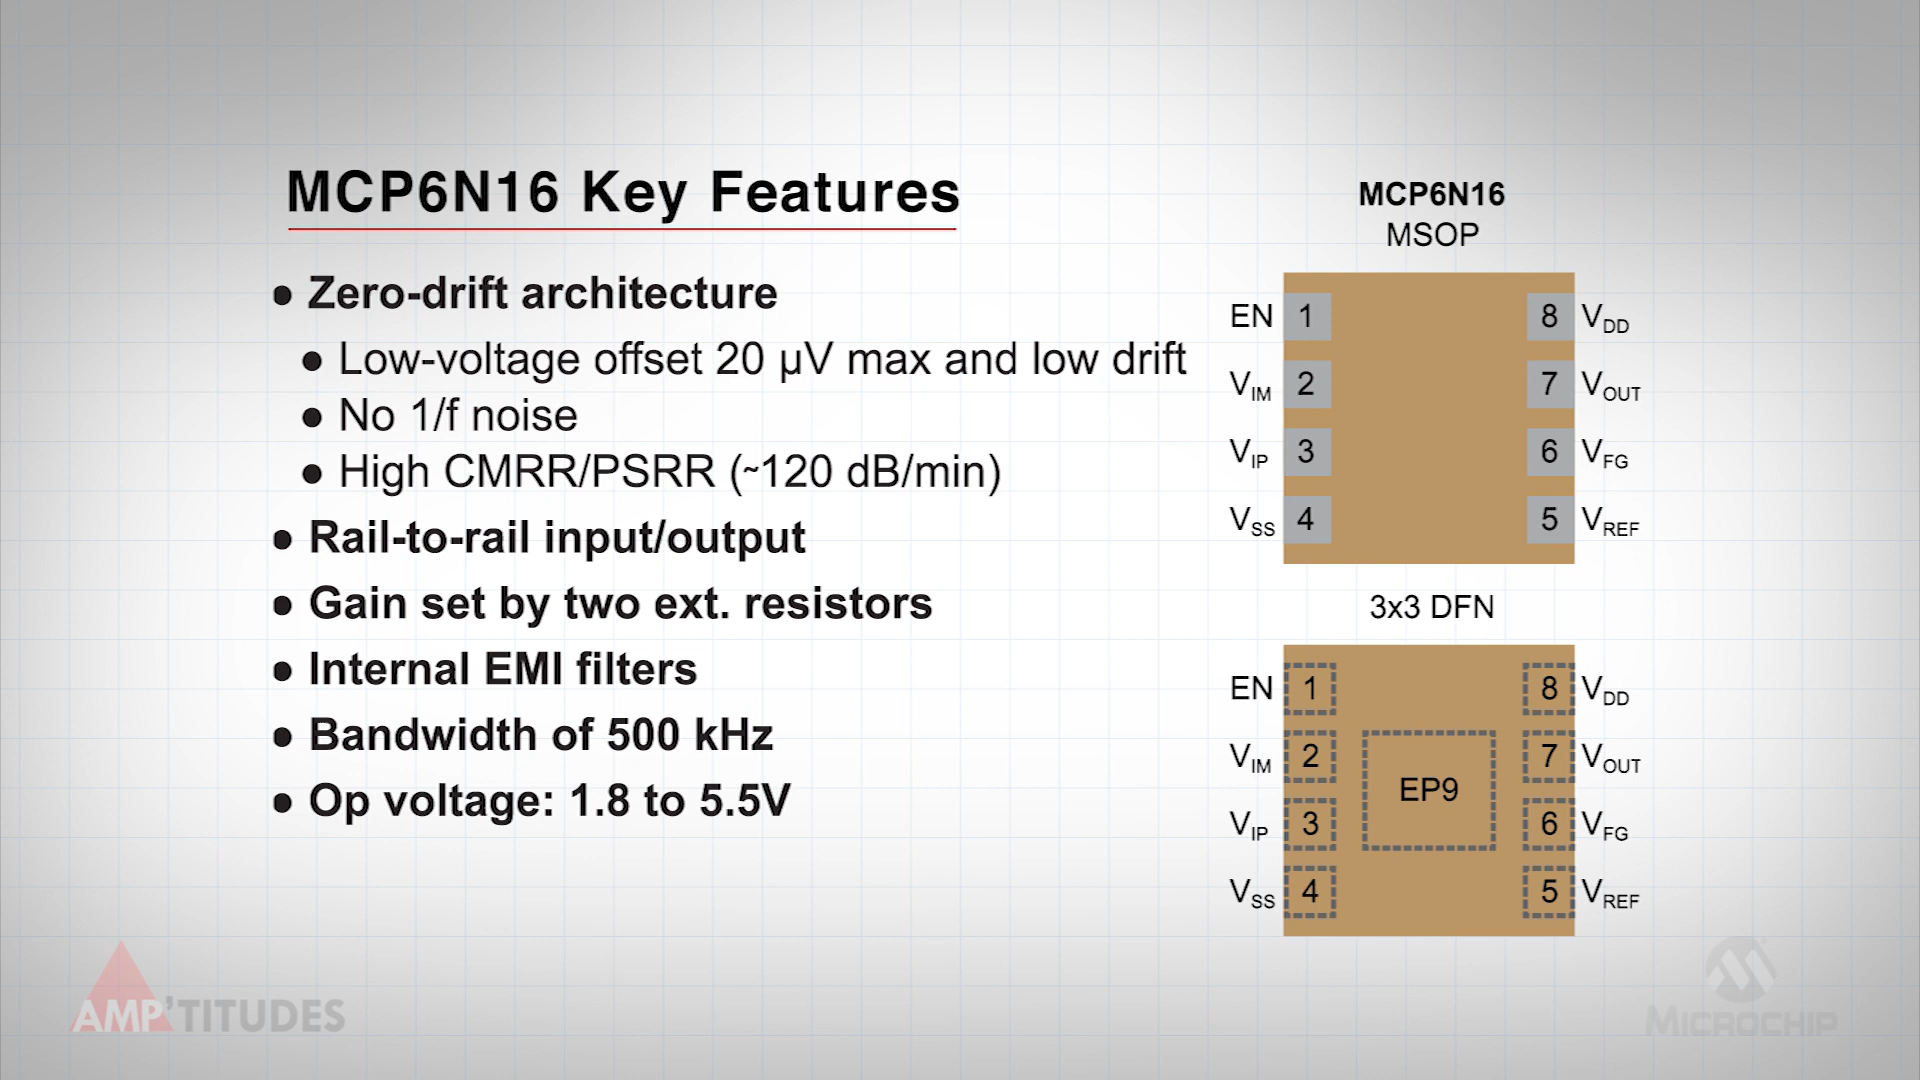 MCP6N16 Key Features
● Zero-drift architecture
● Low-voltage offset 20 µV max and low drift
● No 1/f noise
● High CMRR/PSRR (~120 dB/min)
● Rail-to-rail input/output
● Gain set by two ext. resistors
● Internal EMI filters
● Bandwidth of 500 kHz
● Op voltage: 1.8 to 5.5V
MCP6N16
MSOP
EN 1 8 VDD
VIM 2 7 VOUT
VIP 3 6 VFG
VSS 4 5 VREF
3x3 DFN
EN 1 8 VDD
VIM 2 7 VOUT
EP9
VIP 3 6 VFG
VSS 4 5 VREF
AMP'TITUDES
MICROCHIP